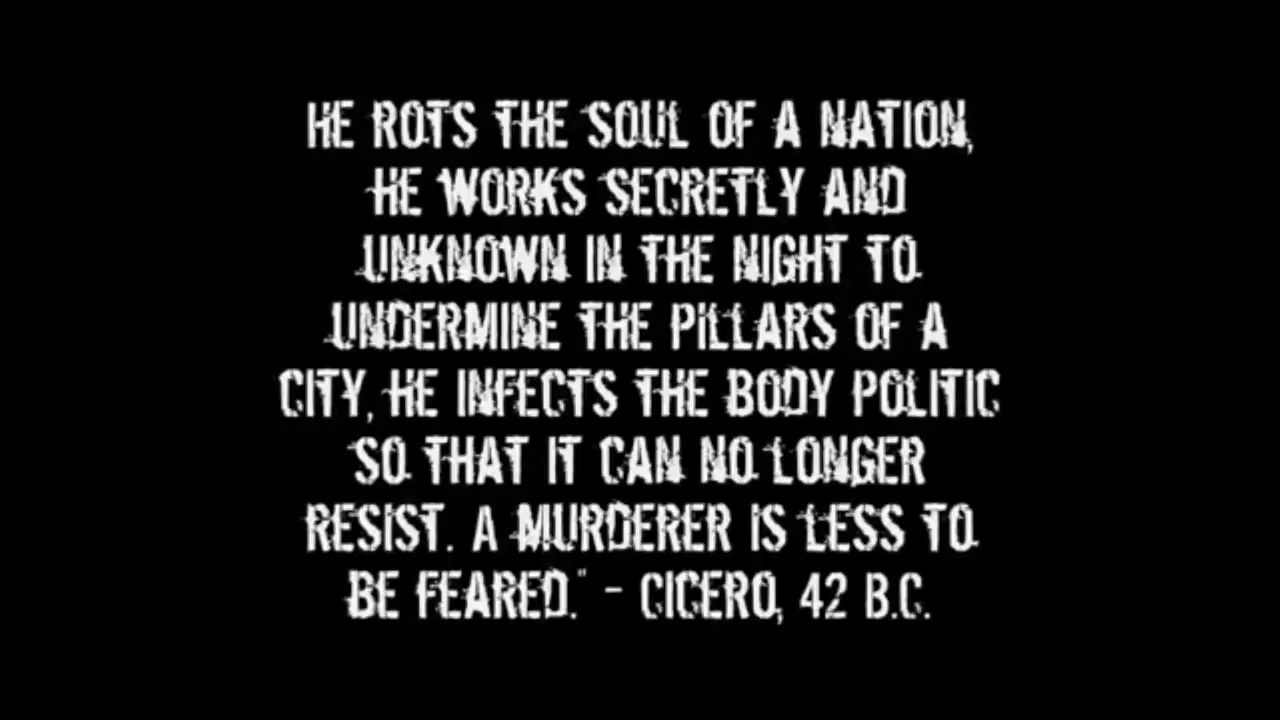 HE ROTS THE SOUL OF A NATION,
HE WORKS SECRETLY AND
UNKNOWN IN THE NIGHT TO
UNDERMINE THE PILLARS OF A
CITY, HE INFECTS THE BODY POLITIC
SO THAT IT CAN NO LONGER
RESIST. A MURDERER IS LESS TO
BE FEARED." - CICERO, 42 B.C.